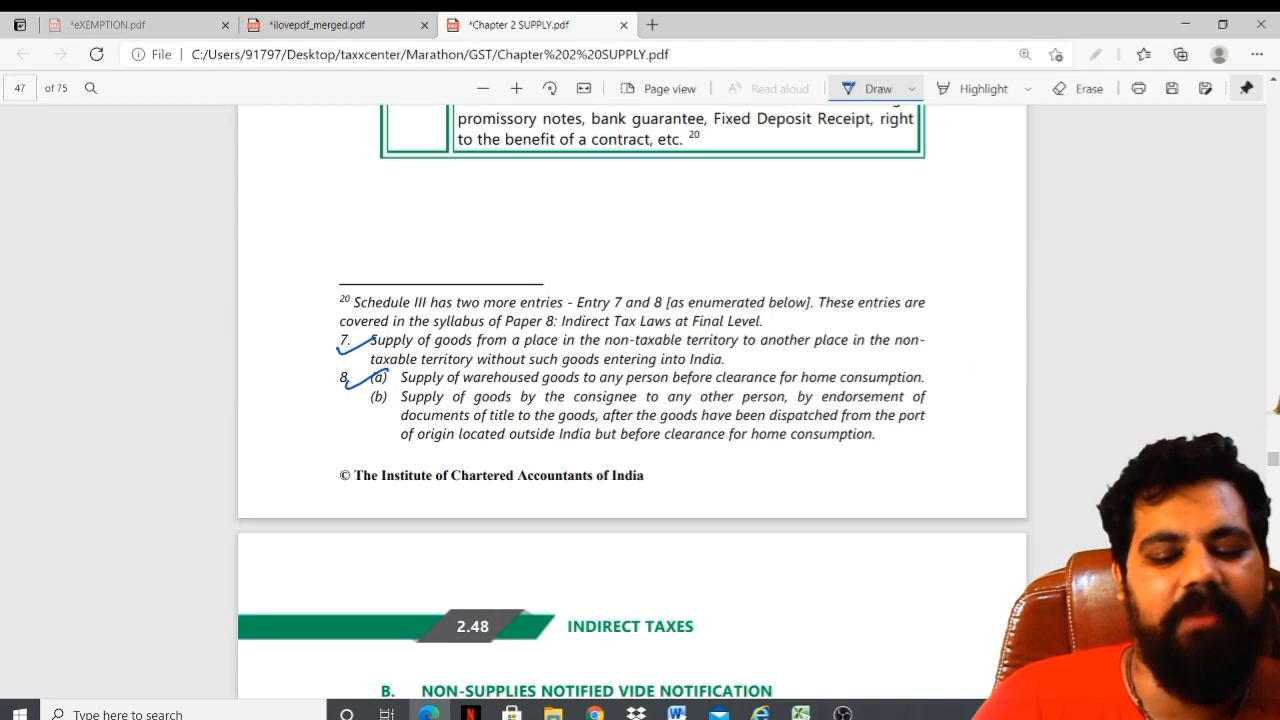 *eXEMPTION.pdf
*ilovepdf_merged.pdf
*Chapter 2 SUPPLY.pdf
File
C:/Users/91797/Desktop/taxxcenter/Marathon/GST/Chapter%202%20SUPPLY.pdf
47 of 75
Page view
Read aloud
Draw
Highlight
Erase
promissory notes, bank guarantee, Fixed Deposit Receipt, right
to the benefit of a contract, etc. 20
20 Schedule III has two more entries - Entry 7 and 8 [as enumerated below]. These entries are
covered in the syllabus of Paper 8: Indirect Tax Laws at Final Level.
7. Supply of goods from a place in the non-taxable territory to another place in the non-
taxable territory without such goods entering into India.
8. (a) Supply of warehoused goods to any person before clearance for home consumption.
(b) Supply of goods by the consignee to any other person, by endorsement of
documents of title to the goods, after the goods have been dispatched from the port
of origin located outside India but before clearance for home consumption.
© The Institute of Chartered Accountants of India
2.48 INDIRECT TAXES
B. NON-SUPPLIES NOTIFIED VIDE NOTIFICATION
Type here to search